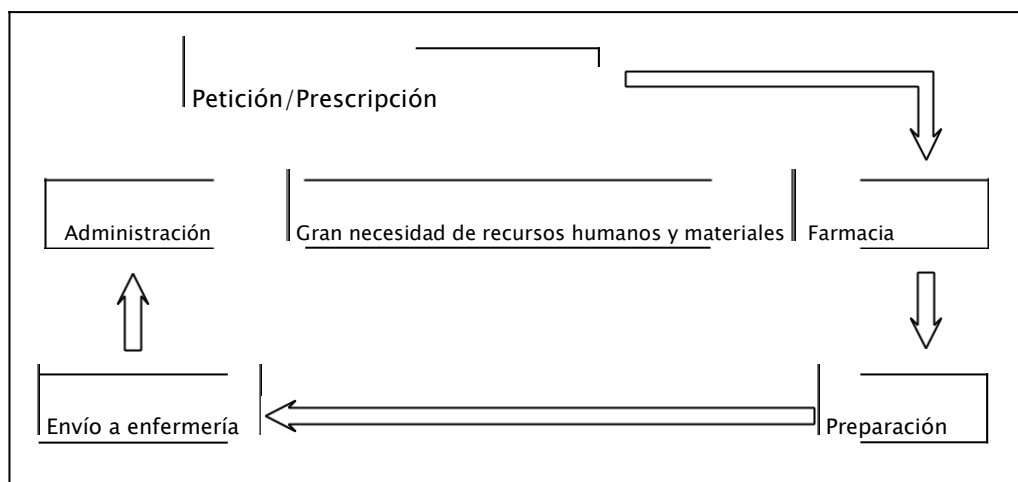 Petición/Prescripción
Administración
Gran necesidad de recursos humanos y materiales
Farmacia
Envío a enfermería
Preparación